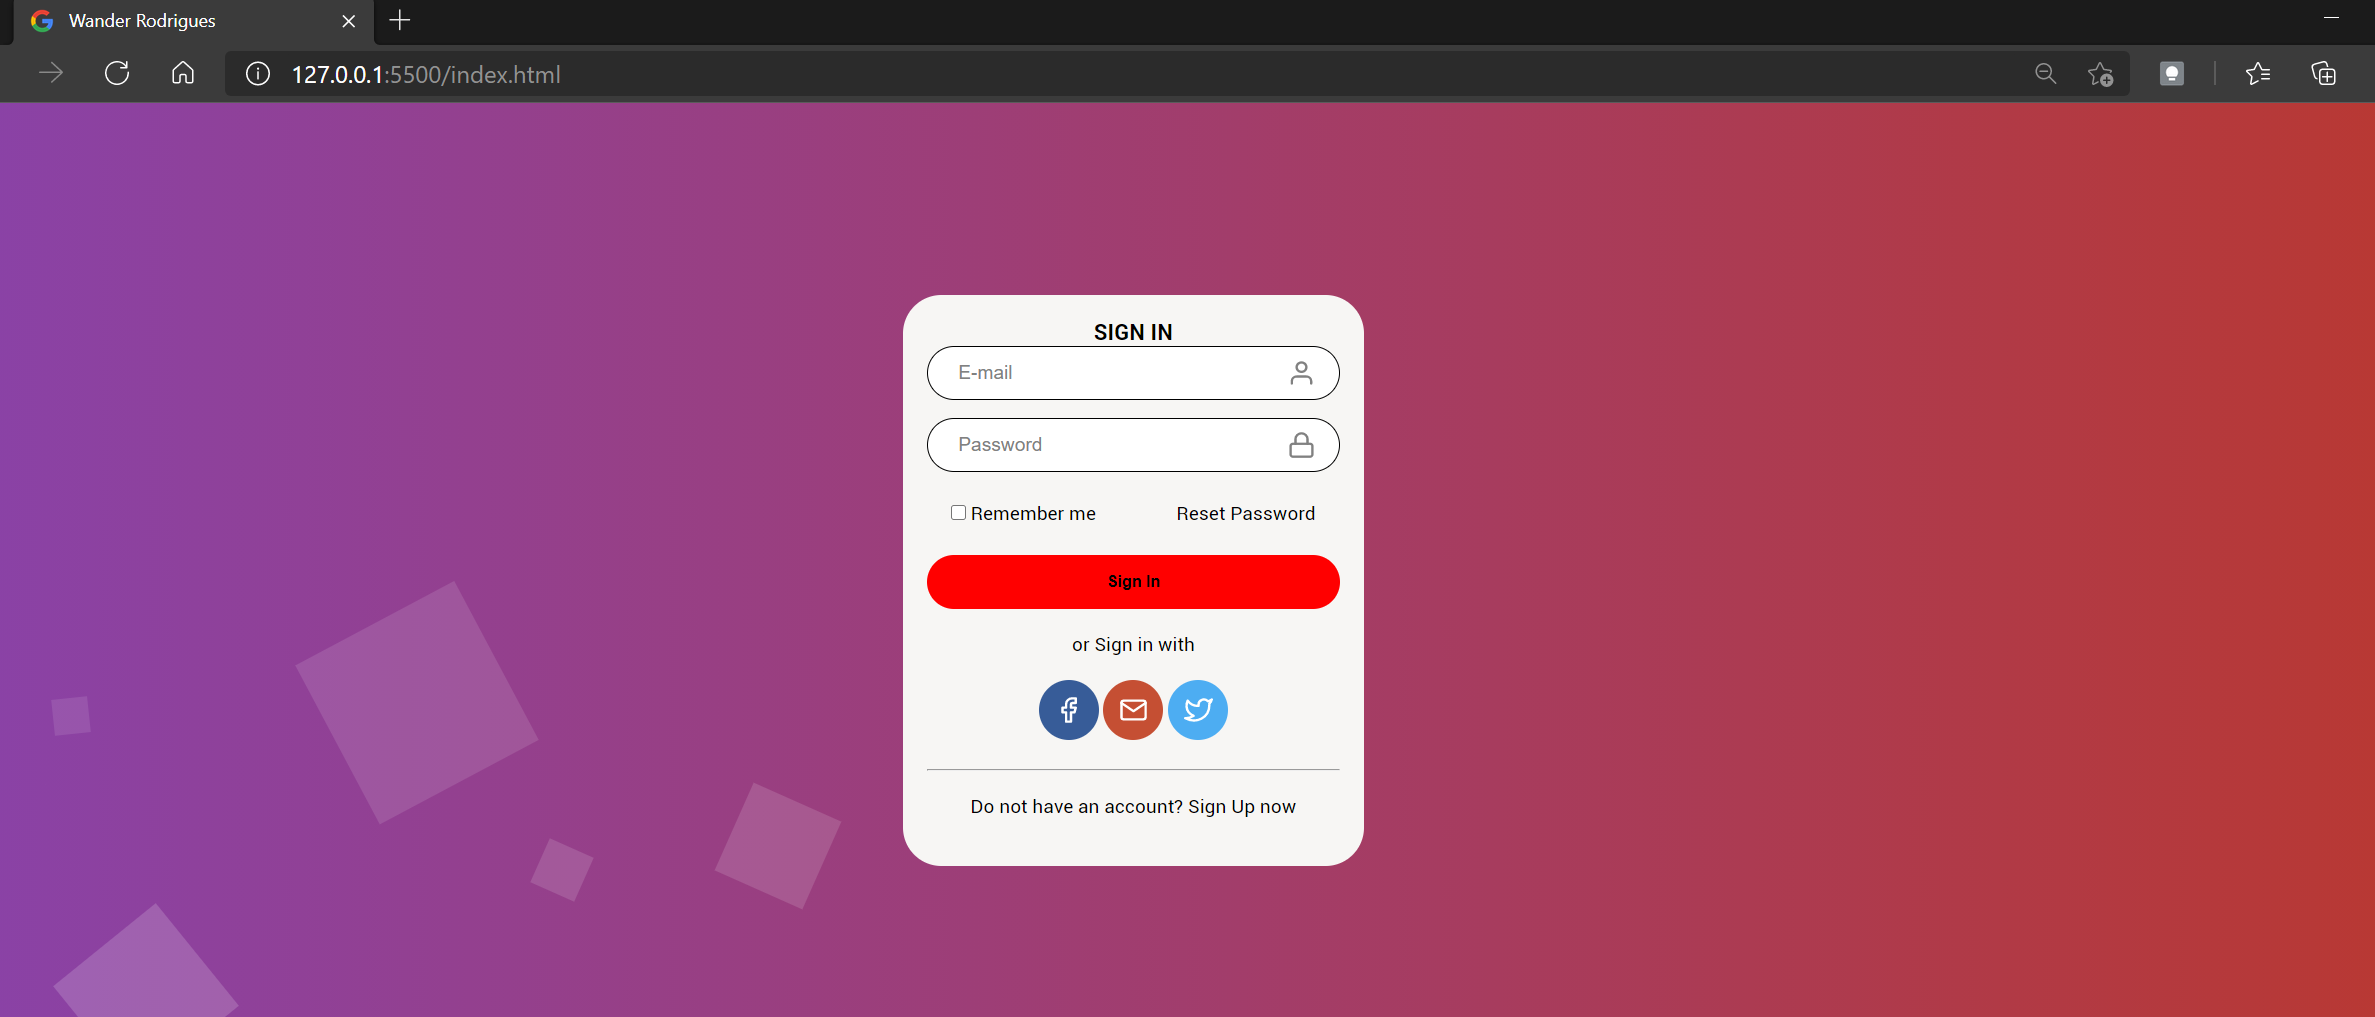 Wander Rodrigues
127.0.0.1:5500/index.html
SIGN IN
E-mail
Password
Remember me Reset Password
Sign In
or Sign in with
Do not have an account? Sign Up now